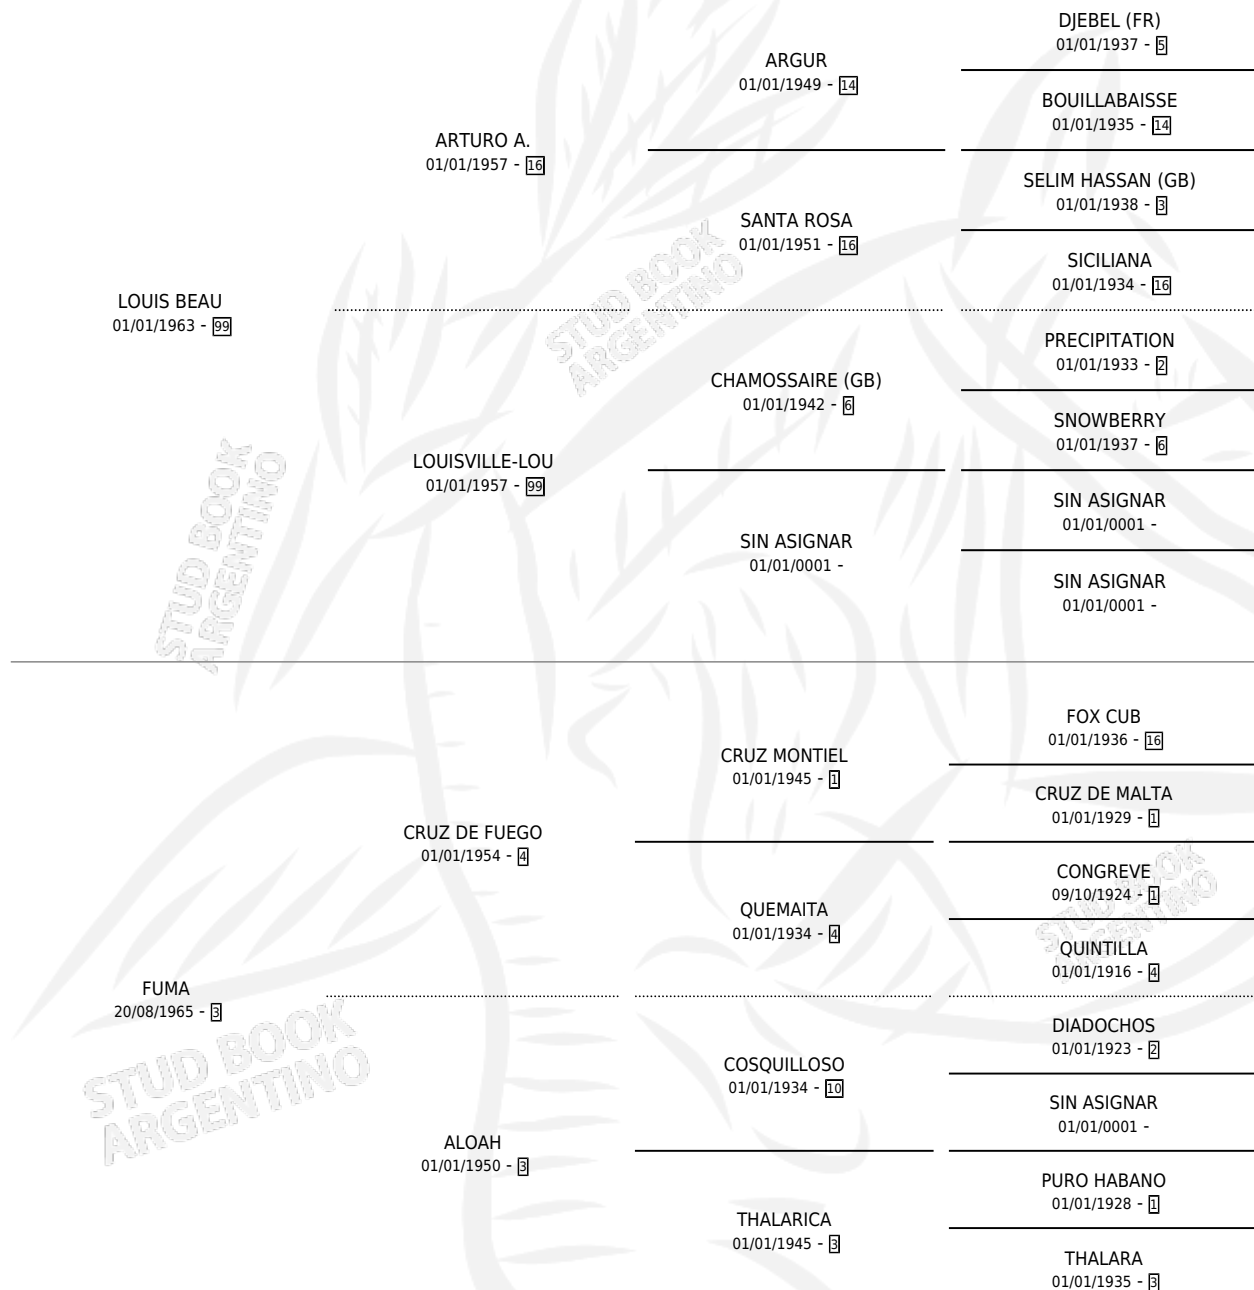 DJEBEL (FR)
01/01/1937 - 5
ARGUR
01/01/1949 - 14
BOUILLABAISSE
01/01/1935 - 14
ARTURO A.
01/01/1957 - 16
SELIM HASSAN (GB)
01/01/1938 - 3
SANTA ROSA
01/01/1951 - 16
SICILIANA
01/01/1934 - 16
LOUIS BEAU
01/01/1963 - 99
PRECIPITATION
01/01/1933 - 2
CHAMOSSAIRE (GB)
01/01/1942 - 6
SNOWBERRY
01/01/1937 - 6
LOUISVILLE-LOU
01/01/1957 - 99
SIN ASIGNAR
01/01/0001 -
SIN ASIGNAR
01/01/0001 -
SIN ASIGNAR
01/01/0001 -
FOX CUB
01/01/1936 - 16
CRUZ MONTIEL
01/01/1945 - 1
CRUZ DE MALTA
01/01/1929 - 1
CRUZ DE FUEGO
01/01/1954 - 4
CONGREVE
09/10/1924 - 1
QUEMAITA
01/01/1934 - 4
QUINTILLA
01/01/1916 - 4
FUMA
20/08/1965 - 3
DIADOCHOS
01/01/1923 - 2
COSQUILLOSO
01/01/1934 - 10
SIN ASIGNAR
01/01/0001 -
ALOAH
01/01/1950 - 3
PURO HABANO
01/01/1928 - 1
THALARICA
01/01/1945 - 3
THALARA
01/01/1935 - 3
STUD BOOK
ARGENTINO
STUD BOOK
ARGENTINO
STUD BOOK
ARGENTINO
STUD BOOK
ARGENTINO